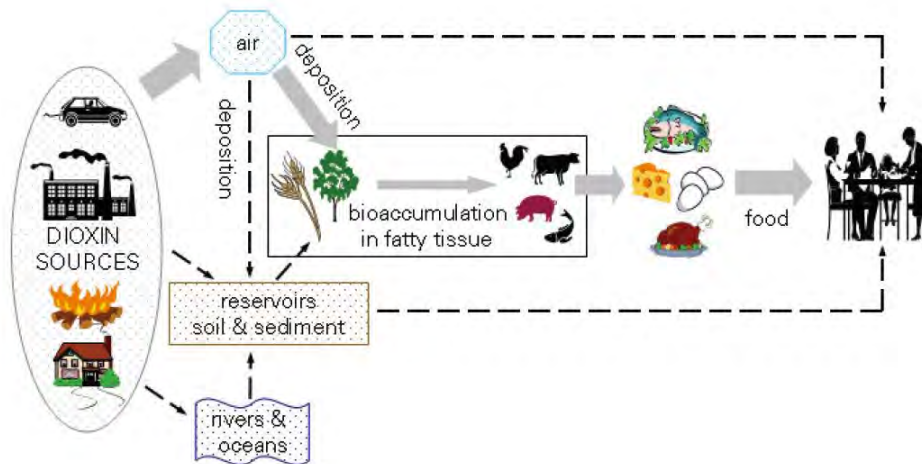 air
deposition
deposition
DIOXIN
SOURCES
bioaccumulation
in fatty tissue
food
reservoirs
soil & sediment
rivers &
oceans